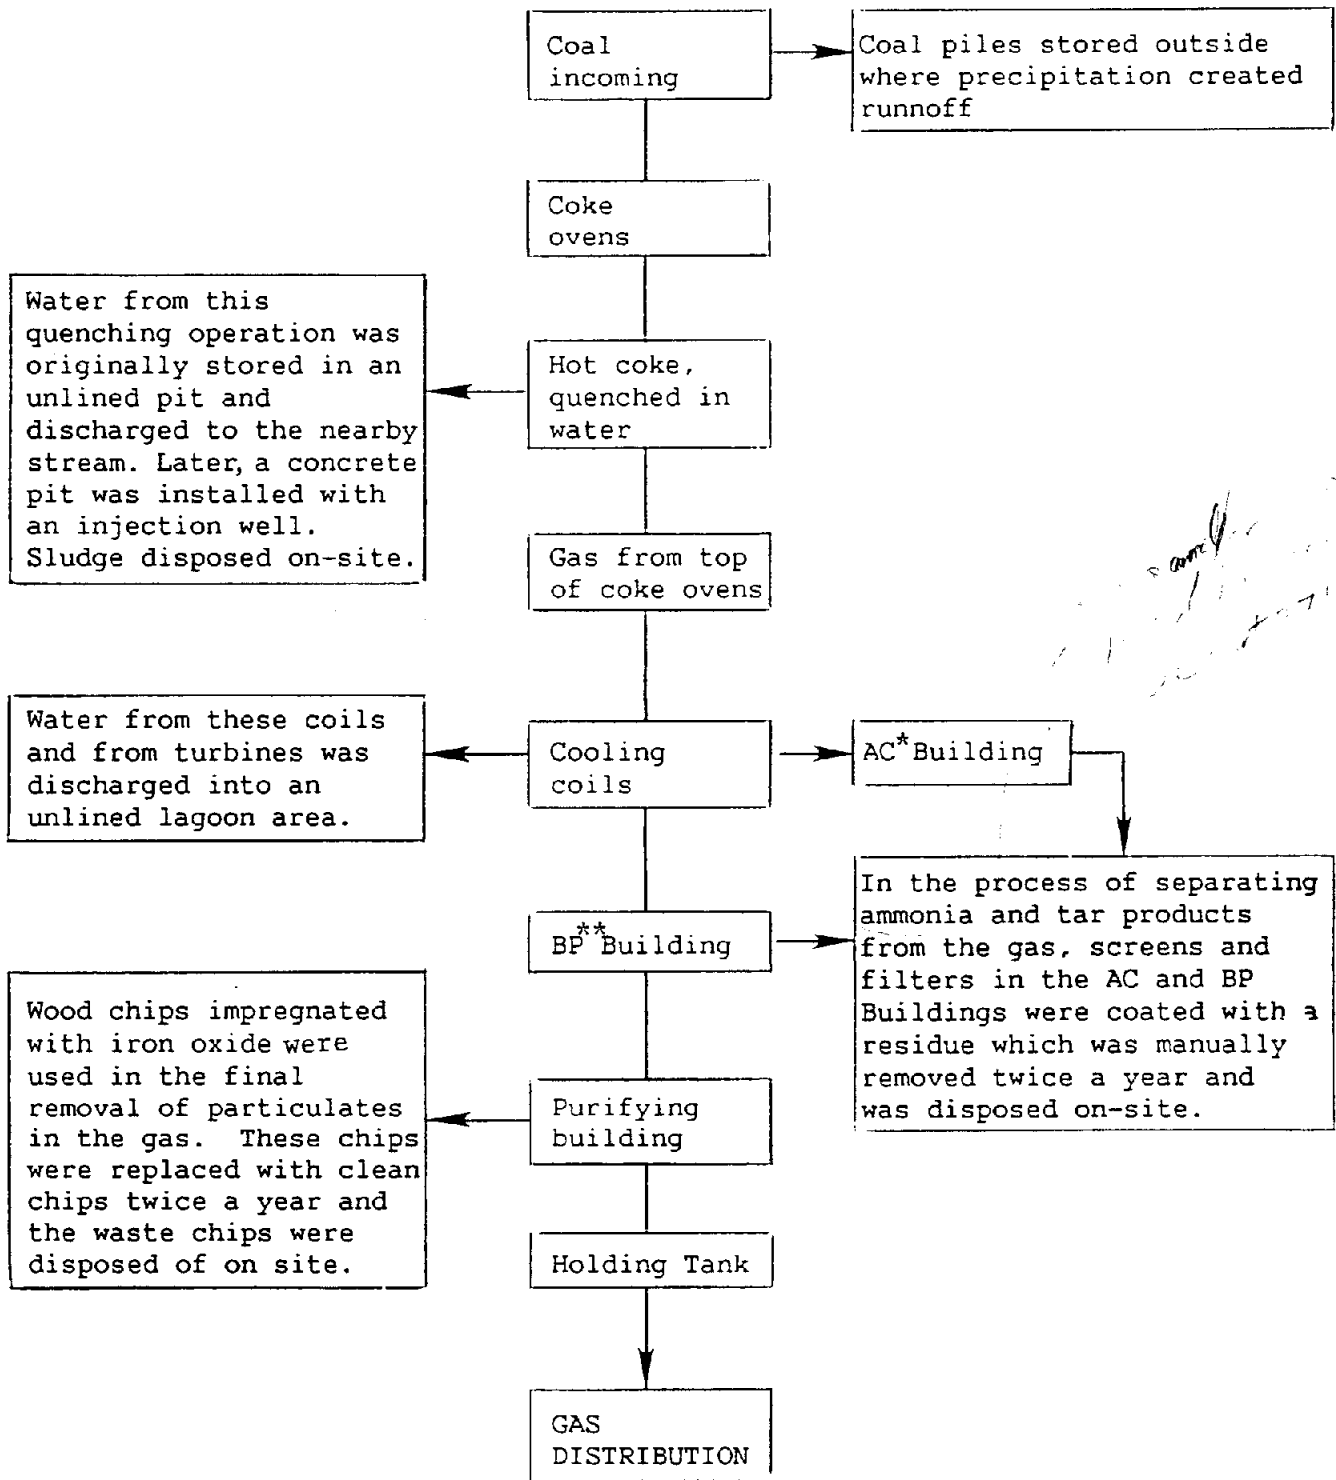 Coal
incoming
Coal piles stored outside
where precipitation created
runnoff
Coke
ovens
Water from this
quenching operation was
originally stored in an
unlined pit and
discharged to the nearby
stream. Later, a concrete
pit was installed with
an injection well.
Sludge disposed on-site.
Hot coke,
quenched in
water
Gas from top
of coke ovens
Water from these coils
and from turbines was
discharged into an
unlined lagoon area.
Cooling
coils
AC* Building
BP** Building
In the process of separating
ammonia and tar products
from the gas, screens and
filters in the AC and BP
Buildings were coated with a
residue which was manually
removed twice a year and
was disposed on-site.
Wood chips impregnated
with iron oxide were
used in the final
removal of particulates
in the gas. These chips
were replaced with clean
chips twice a year and
the waste chips were
disposed of on site.
Purifying
building
Holding Tank
GAS
DISTRIBUTION